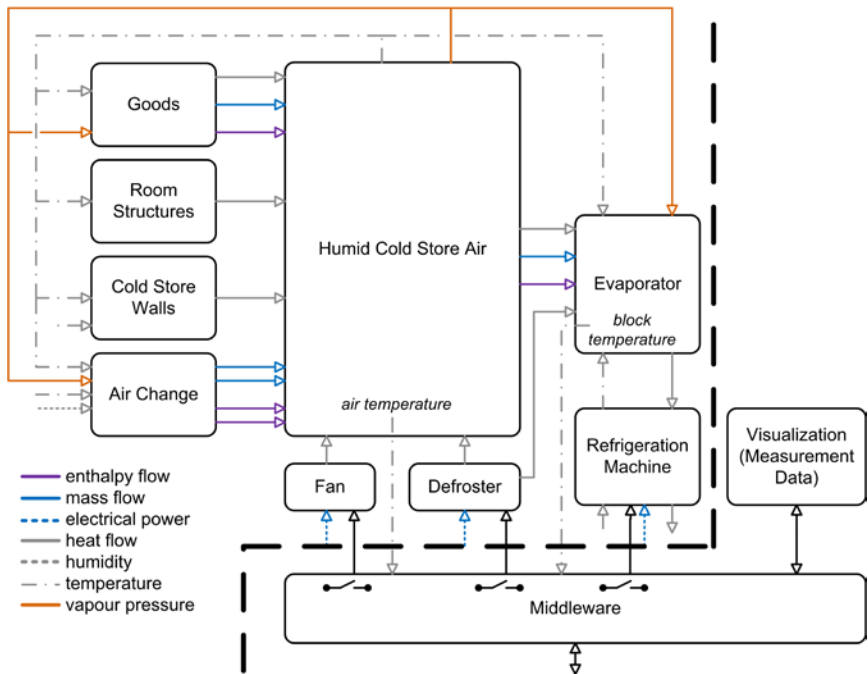 Goods
Room
Structures
Humid Cold Store Air
Cold Store
Walls
Evaporator
block
temperature
Air Change
air temperature
Refrigeration
Machine
Visualization
(Measurement
Data)
Fan
Defroster
enthalpy flow
mass flow
electrical power
heat flow
humidity
temperature
vapour pressure
Middleware